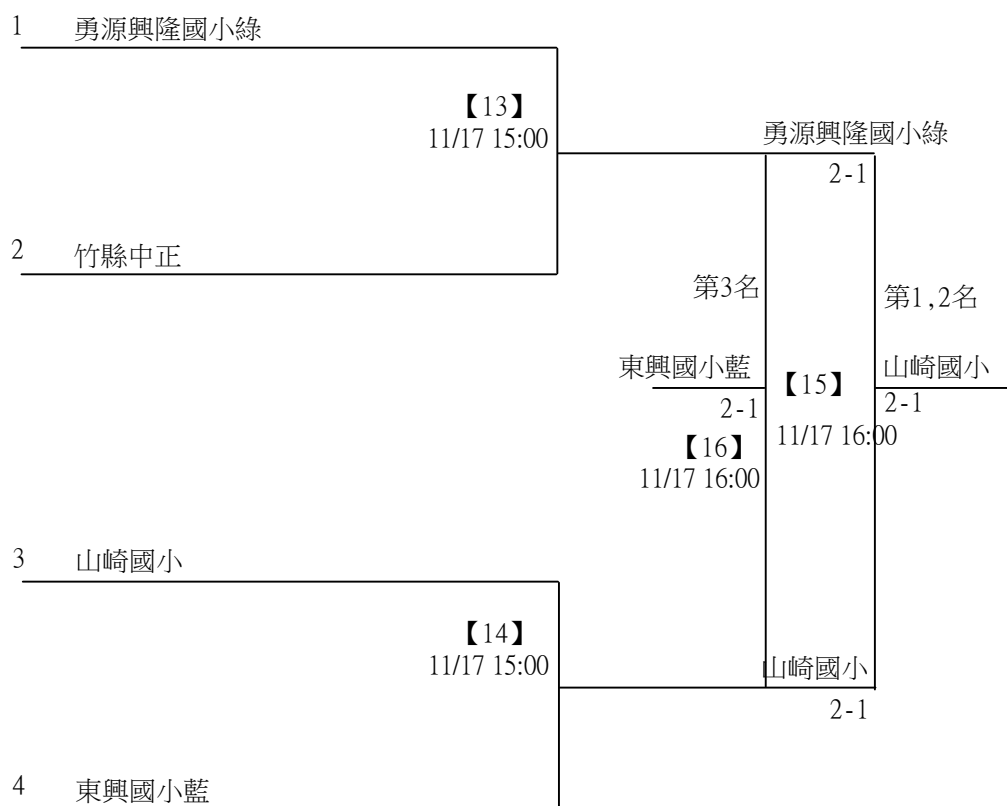 1 勇源興隆國小綠
【13】
11/17 15:00
勇源興隆國小綠
2-1
2 竹縣中正
第3名
第1,2名
東興國小藍
2-1
【15】
11/17 16:00
山崎國小
2-1
【16】
11/17 16:00
3 山崎國小
【14】
11/17 15:00
山崎國小
2-1
4 東興國小藍